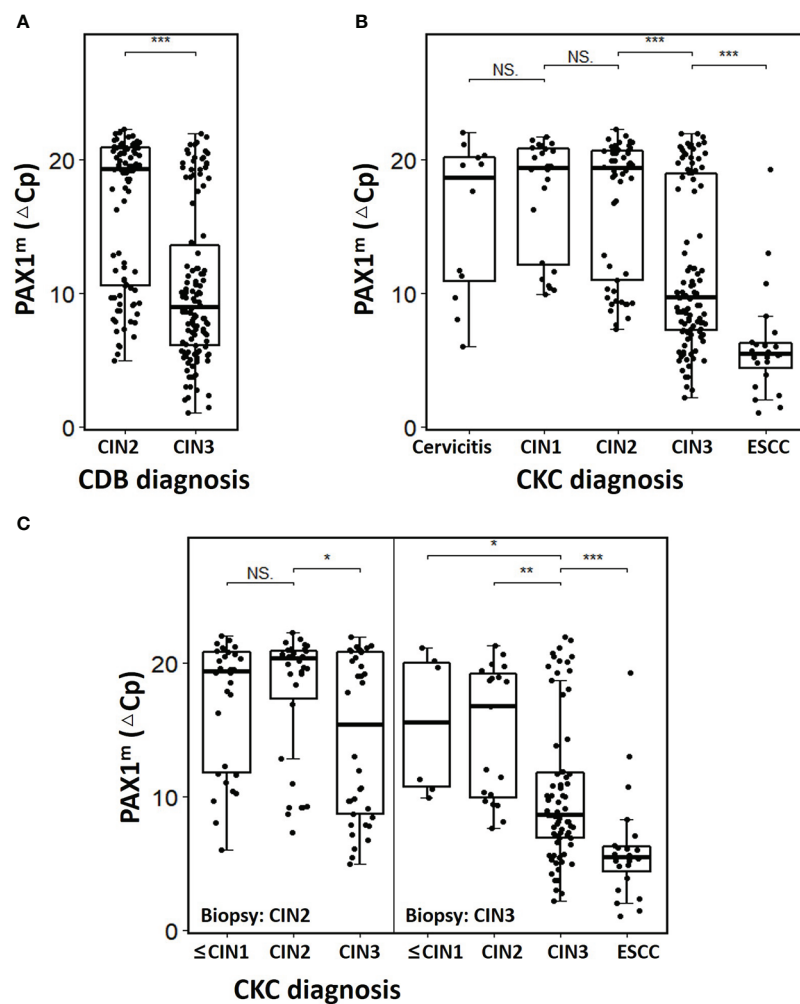 A
B
***
***
NS.
NS.
***
PAX1m (△Cp)
20
10
0
CIN2 CIN3
CDB diagnosis
PAX1m (△Cp)
20
10
0
Cervicitis CIN1 CIN2 CIN3 ESCC
CKC diagnosis
C
*
*
***
NS.
**
PAX1m (△Cp)
20
10
0
Biopsy: CIN2
Biopsy: CIN3
≤CIN1 CIN2 CIN3 ≤CIN1 CIN2 CIN3 ESCC
CKC diagnosis